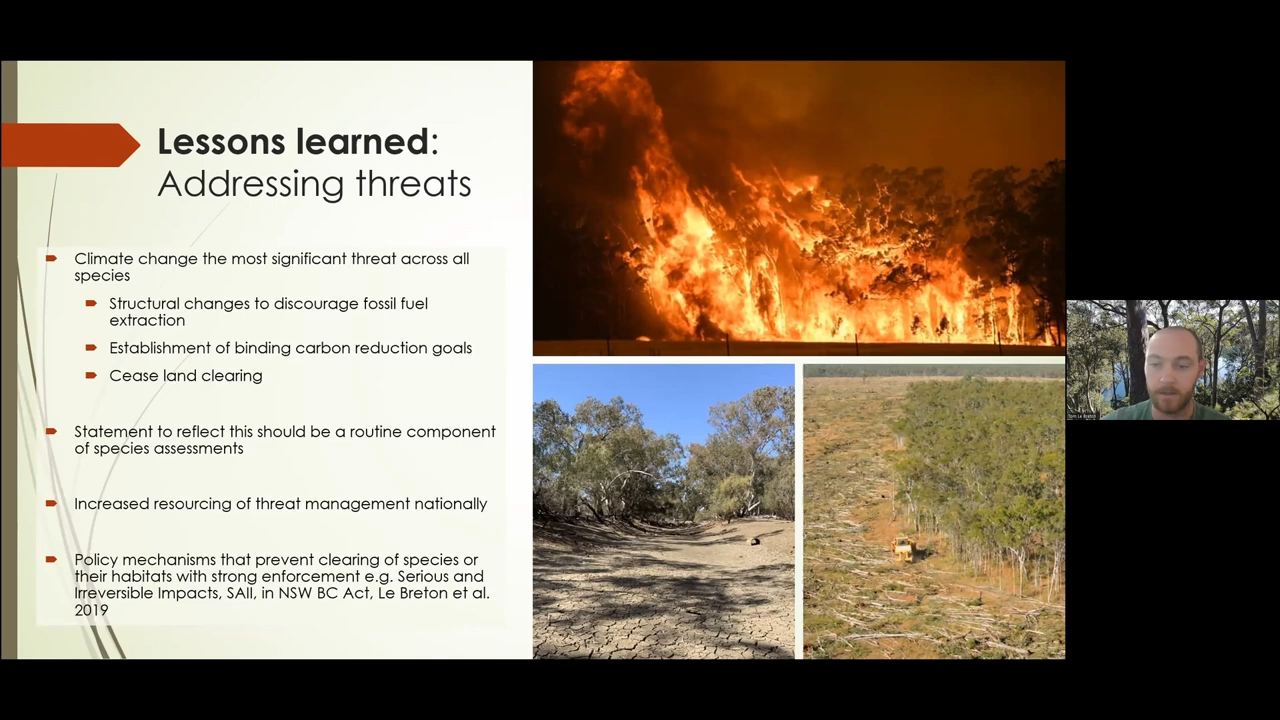 Lessons learned:
Addressing threats
Climate change the most significant threat across all
species
Structural changes to discourage fossil fuel
extraction
Establishment of binding carbon reduction goals
Cease land clearing
Statement to reflect this should be a routine component
of species assessments
Increased resourcing of threat management nationally
Policy mechanisms that prevent clearing of species or
their habitats with strong enforcement e.g. Serious and
Irreversible Impacts, SAII, in NSW BC Act, Le Breton et al.
2019
Tom Le Breton